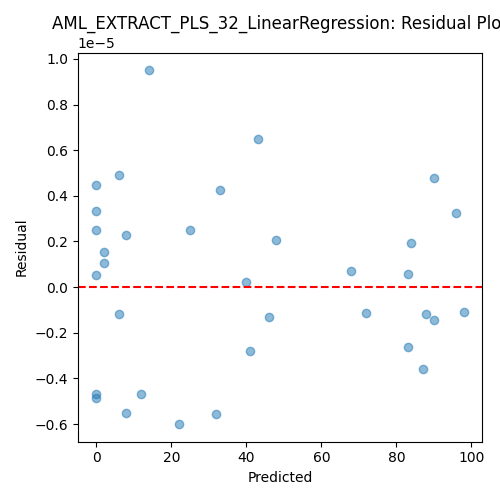 AML_EXTRACT_PLS_32_LinearRegression: Residual Plo
1e−5
1.0
0.8
0.6
0.4
0.2
0.0
−0.2
−0.4
−0.6
Residual
0 20 40 60 80 100
Predicted